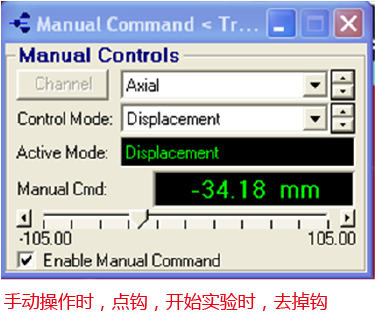 Manual Command < Tr...
Manual Controls
Channel
Axial
Control Mode:
Displacement
Active Mode:
Displacement
Manual Cmd:
-34.18 mm
-105.00
105.00
Enable Manual Command
手动操作时，点钩，开始实验时，去掉钩